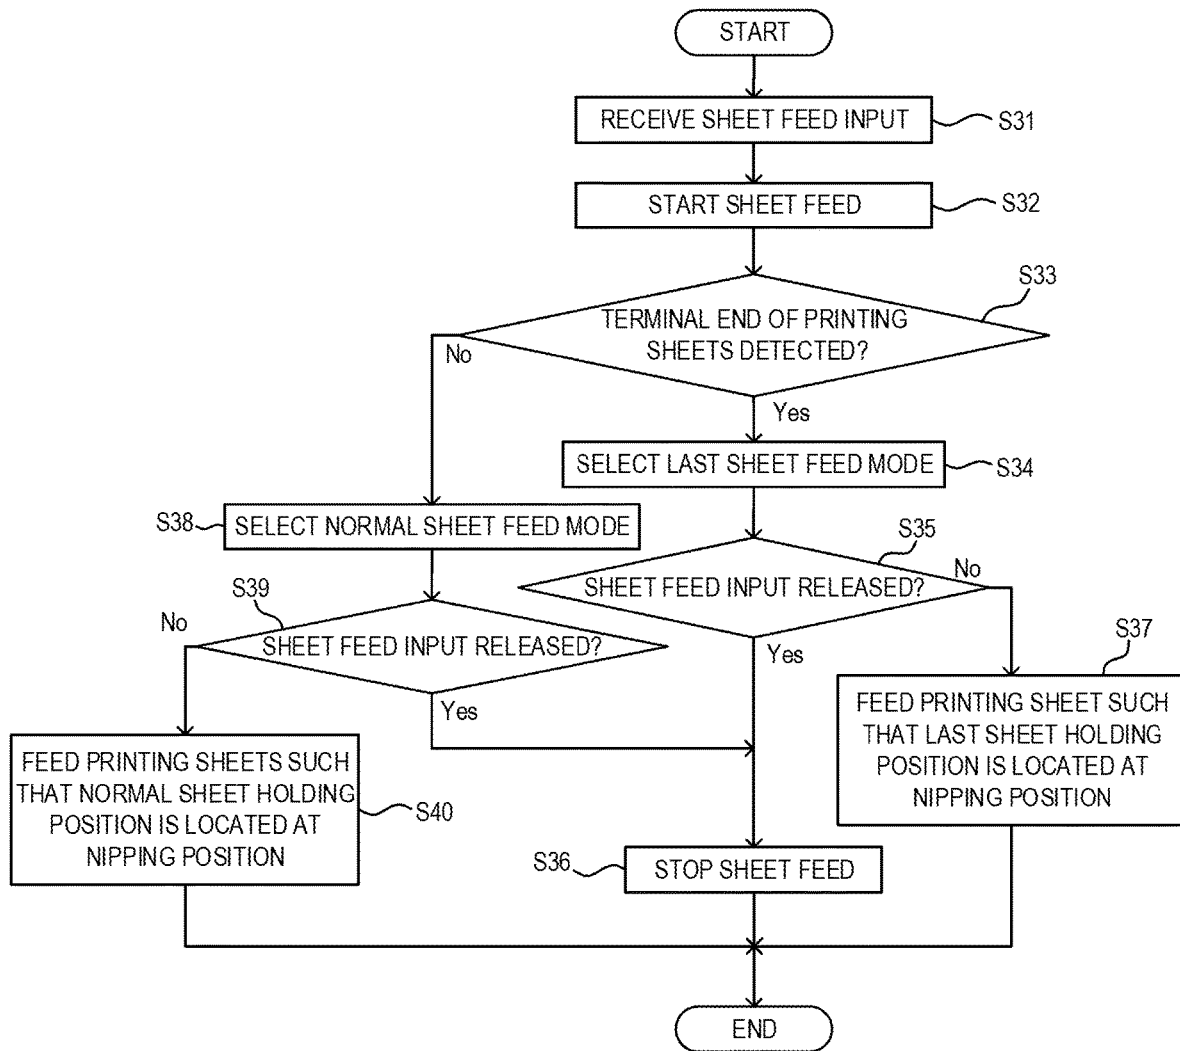 START
RECEIVE SHEET FEED INPUT
S31
START SHEET FEED
S32
S33
TERMINAL END OF PRINTING
SHEETS DETECTED?
No
Yes
SELECT LAST SHEET FEED MODE
S34
S38
SELECT NORMAL SHEET FEED MODE
S35
SHEET FEED INPUT RELEASED?
No
Yes
S39
No
SHEET FEED INPUT RELEASED?
Yes
S37
FEED PRINTING SHEET SUCH
THAT LAST SHEET HOLDING
POSITION IS LOCATED AT
NIPPING POSITION
FEED PRINTING SHEETS SUCH
THAT NORMAL SHEET HOLDING
POSITION IS LOCATED AT
NIPPING POSITION
S40
S36
STOP SHEET FEED
END